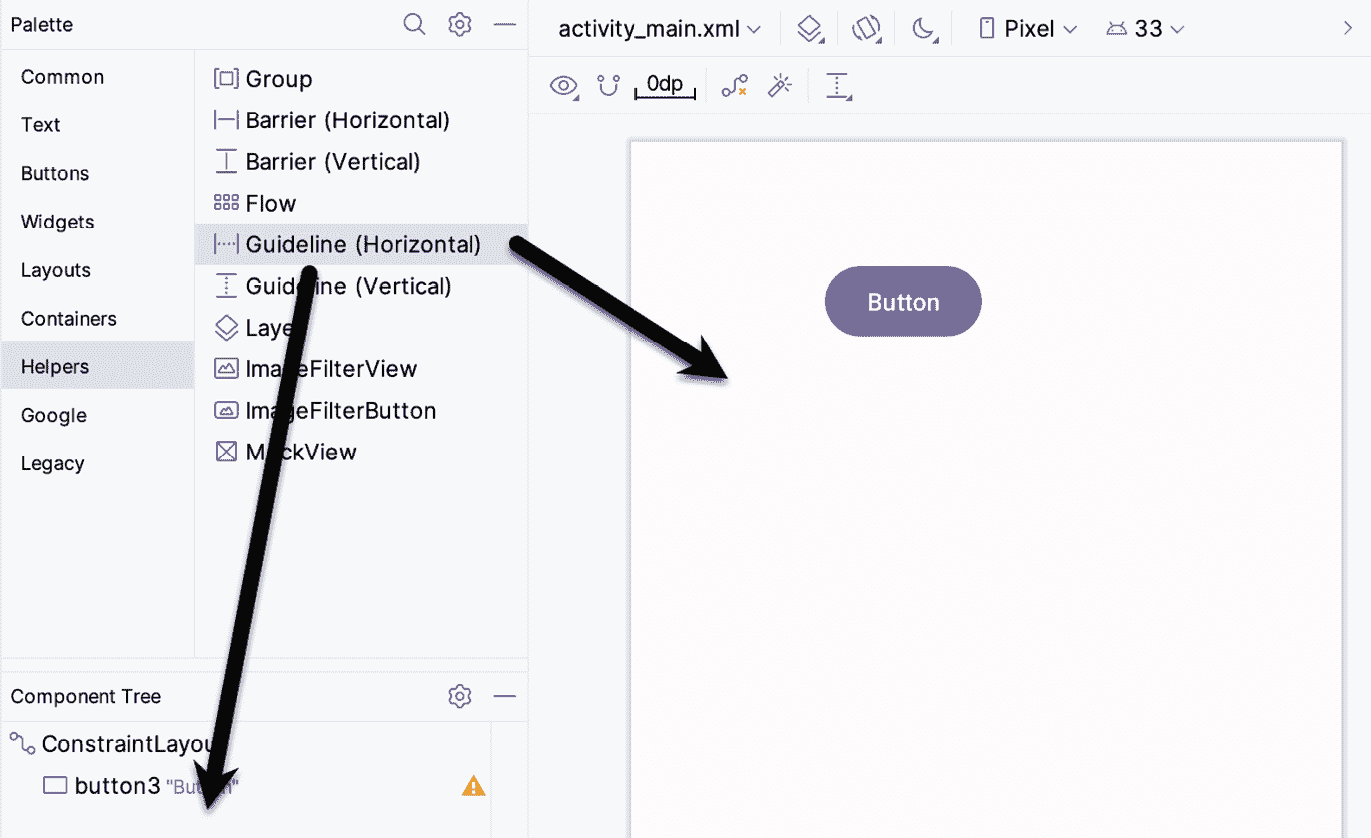 Palette
Common
Text
Buttons
Widgets
Layouts
Containers
Helpers
Google
Legacy
Group
Barrier (Horizontal)
Barrier (Vertical)
Flow
Guideline (Horizontal)
Guideline (Vertical)
ImageFilterView
ImageFilterButton
MockView
activity_main.xml
Pixel
33
0dp
Button
Component Tree
button3